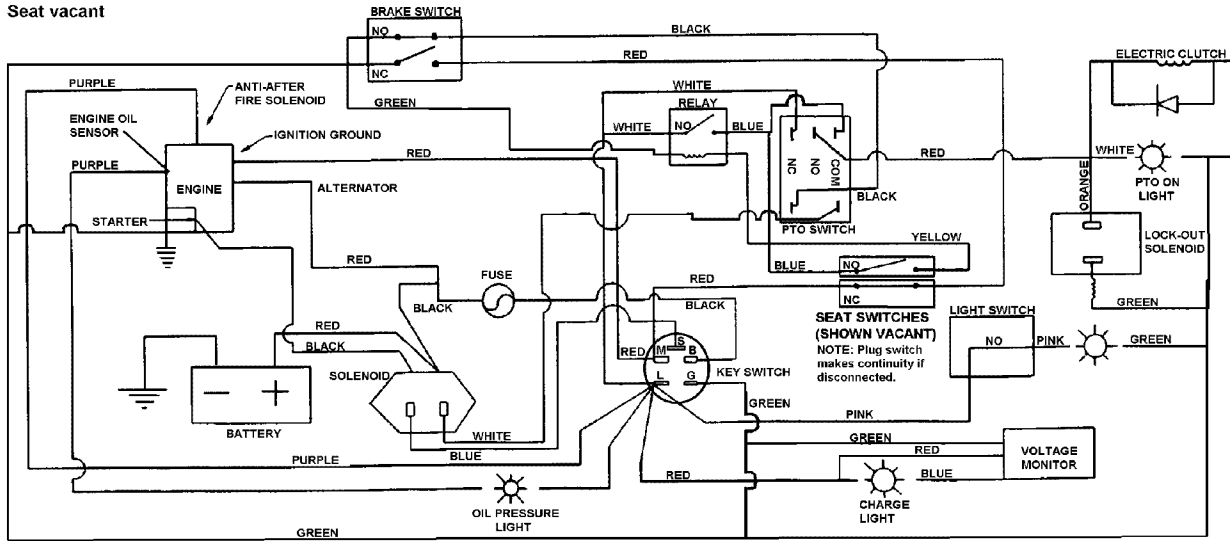 Seat vacant
BRAKE SWITCH
NO
NC
BLACK
RED
ELECTRIC CLUTCH
PURPLE
ANTI-AFTER
FIRE SOLENOID
GREEN
WHITE
RELAY
NO
WHITE
BLUE
ENGINE OIL
SENSOR
IGNITION GROUND
PURPLE
RED
NC
NO
COM
RED
WHITE
PTO ON
LIGHT
ENGINE
ALTERNATOR
BLACK
ORANGE
STARTER
PTO SWITCH
YELLOW
LOCK-OUT
SOLENOID
RED
FUSE
BLUE
NO
RED
NC
BLACK
BLACK
GREEN
SEAT SWITCHES
(SHOWN VACANT)
NOTE: Plug switch
makes continuity if
disconnected.
LIGHT SWITCH
NO
PINK
GREEN
RED
BLACK
SOLENOID
RED
M
S
B
L
G
KEY SWITCH
BATTERY
WHITE
BLUE
GREEN
PINK
PURPLE
GREEN
RED
BLUE
VOLTAGE
MONITOR
RED
OIL PRESSURE
LIGHT
CHARGE
LIGHT
GREEN